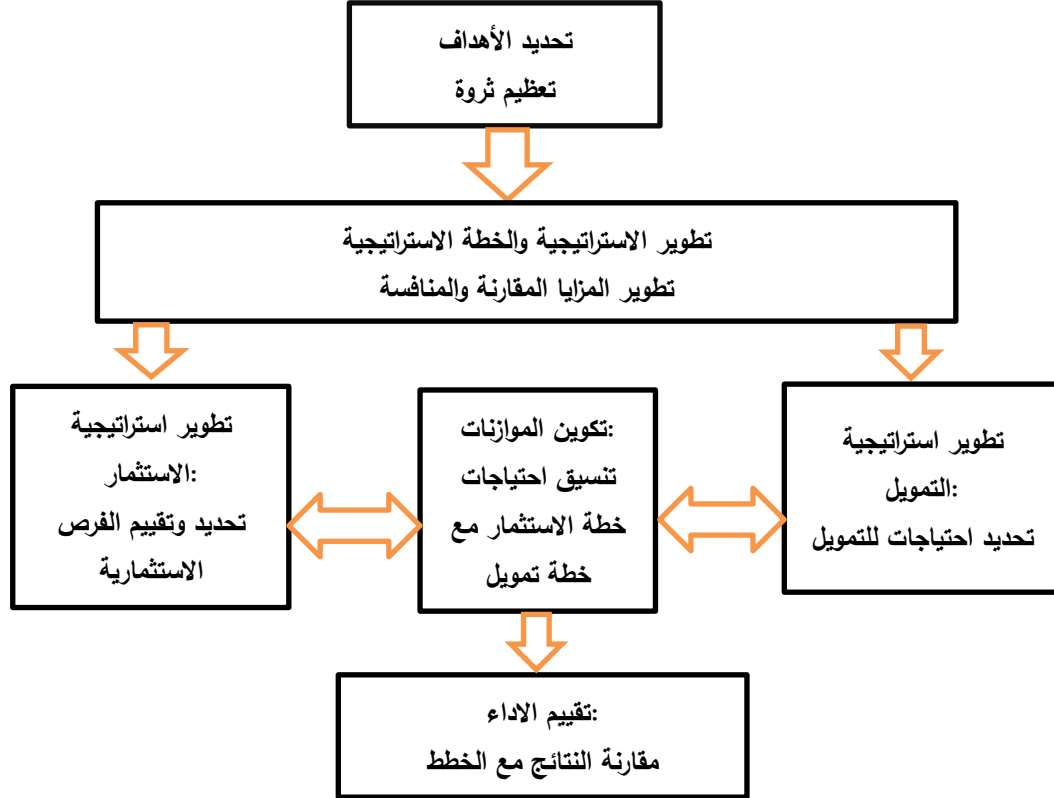 تحديد الأهداف
تعظيم ثروة
تطوير الاستراتيجية والخطة الاستراتيجية
تطوير المزايا المقارنة والمنافسة
تطوير استراتيجية
التمويل:
تحديد احتياجات للتمويل
تكوين الموازنات:
تنسيق احتياجات
خطة الاستثمار مع
خطة تمويل
تطوير استراتيجية
الاستثمار:
تحديد وتقييم الفرص
الاستثمارية
تقييم الاداء:
مقارنة النتائج مع الخطط